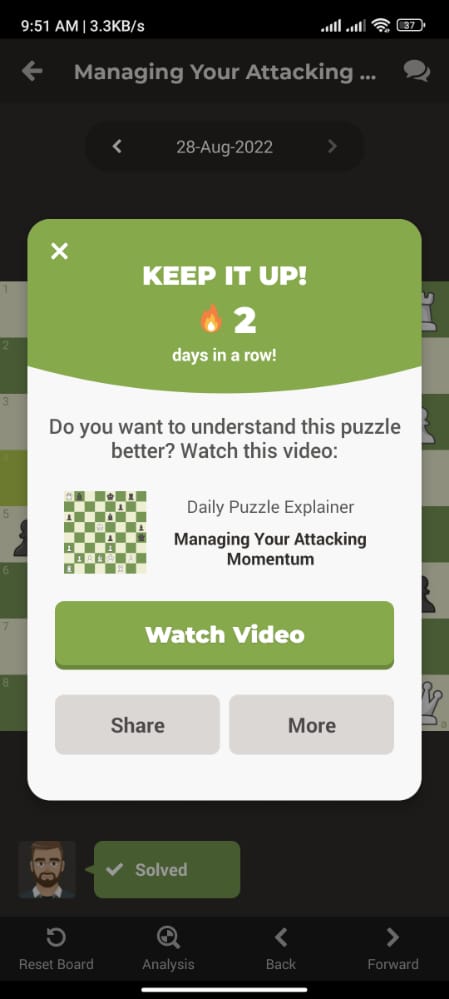 9:51 AM | 3.3KB/s
37
Managing Your Attacking ...
28-Aug-2022
KEEP IT UP!
2
days in a row!
Do you want to understand this puzzle
better? Watch this video:
Daily Puzzle Explainer
Managing Your Attacking
Momentum
Watch Video
Share
More
1
2
3
5
6
7
8
a
Solved
Reset Board
Analysis
Back
Forward